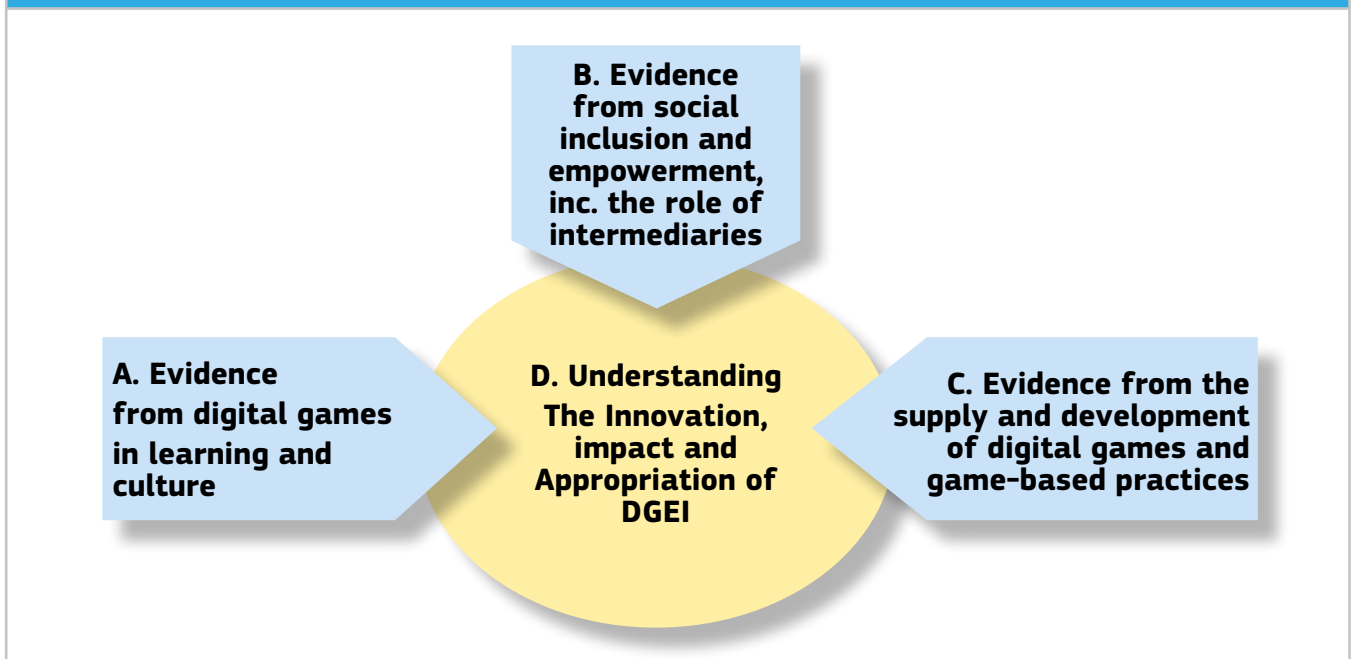 B. Evidence
from social
inclusion and
empowerment,
inc. the role of
intermediaries
A. Evidence
from digital games
in learning and
culture
D. Understanding
The Innovation,
impact and
Appropriation of
DGEI
C. Evidence from the
supply and development
of digital games and
game-based practices